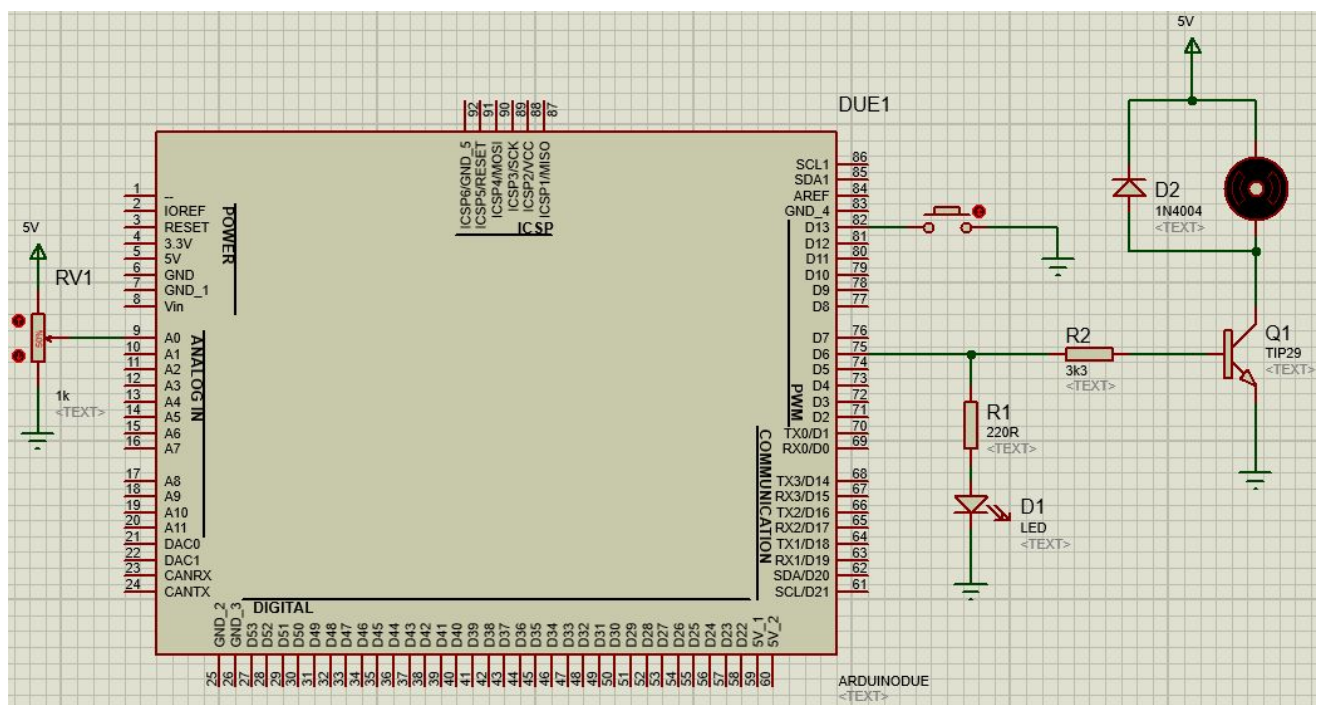 5V
DUE1
92
91
90
89
88
87
ICSP6/GND_5
ICSP5/RESET
ICSP4/MOSI
ICSP3/SCK
ICSP2/VCC
ICSP1/MISO
ICSP
1
2 IOREF
3 RESET
4 3.3V
5 5V
6 GND
7 GND_1
8 Vin
POWER
5V
RV1
50%
1k
<TEXT>
9 A0
10 A1
11 A2
12 A3
13 A4
14 A5
15 A6
16 A7
ANALOG IN
17 A8
18 A9
19 A10
20 A11
21 DAC0
22 DAC1
23 CANRX
24 CANTX
SCL1 86
SDA1 85
AREF 84
GND_4 83
D13 82
D12 81
D11 80
D10 79
D9 78
D8 77
D7 76
D6 75
D5 74
D4 73
D3 72
D2 71
TX0/D1 70
RX0/D0 69
PWM
TX3/D14 68
RX3/D15 67
TX2/D16 66
RX2/D17 65
TX1/D18 64
RX1/D19 63
SDA/D20 62
SCL/D21 61
COMMUNICATION
D2
1N4004
<TEXT>
R2
3k3
<TEXT>
Q1
TIP29
<TEXT>
R1
220R
<TEXT>
D1
LED
<TEXT>
DIGITAL
GND_2
GND_3
D53
D52
D51
D50
D49
D48
D47
D46
D45
D44
D43
D42
D41
D40
D39
D38
D37
D36
D35
D34
D33
D32
D31
D30
D29
D28
D27
D26
D25
D24
D23
D22
5V_1
5V_2
25
26
27
28
29
30
31
32
33
34
35
36
37
38
39
40
41
42
43
44
45
46
47
48
49
50
51
52
53
54
55
56
57
58
59
60
ARDUINODUE
<TEXT>